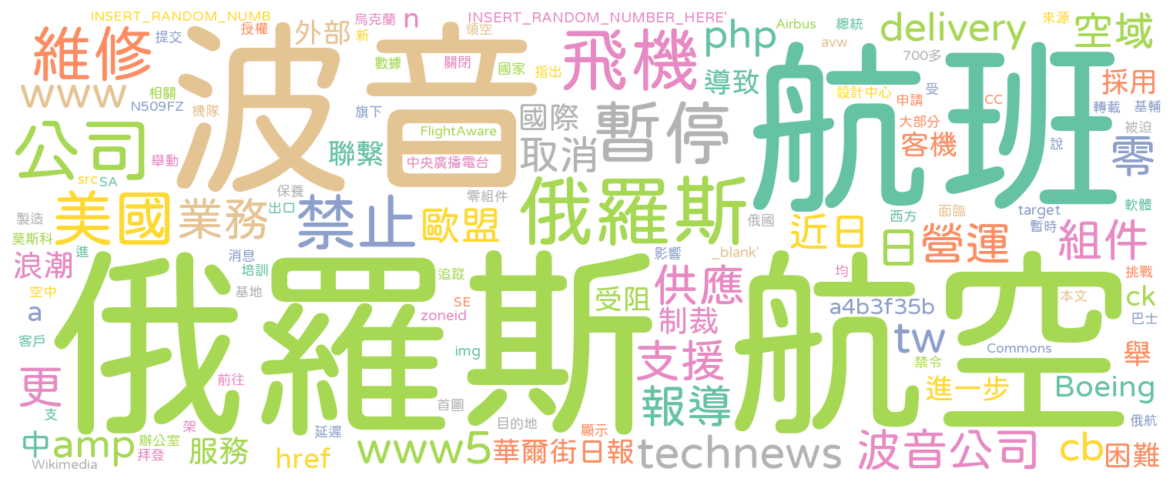 INSERT_RANDOM_NUMB
授權
提交
維修
www
相關
N509FZ
機隊
波音
外部
烏克蘭
新
n
領空
INSERT_RANDOM_NUMBER_HERE'
數據
關閉
國家
指出
飛機
php
導致
Airbus
總統
avw
delivery
700多
來源
空域
航班
設計中心
申請
受
CC
大部分
客機
採用
轉載
基輔
被迫
說
零
公司
舉動
src
SA
旗下
FlightAware
中央廣播電台
聯繫
國際
取消
暫停
零組件
保養
出口
製造
莫斯科
進
美國
業務
禁止
歐盟
俄羅斯
俄國
近日
日
西方
面臨
營運
target
暫時
軟體
組件
浪潮
空中
a
客戶
消息
培訓
基地
追蹤
SE
zoneid
img
受阻
影響
供應
制裁
_blank'
均
a4b3f35b
本文
挑戰
ck
巴士
俄羅斯航空
更
前往
支
架
中
amp
辦公室
拜登
Wikimedia
服務
href
延遲
首圖
www5
目的地
顯示
華爾街日報
支援
報導
technews
tw
Commons
禁令
進一步
舉
Boeing
俄航
波音公司
cb
困難